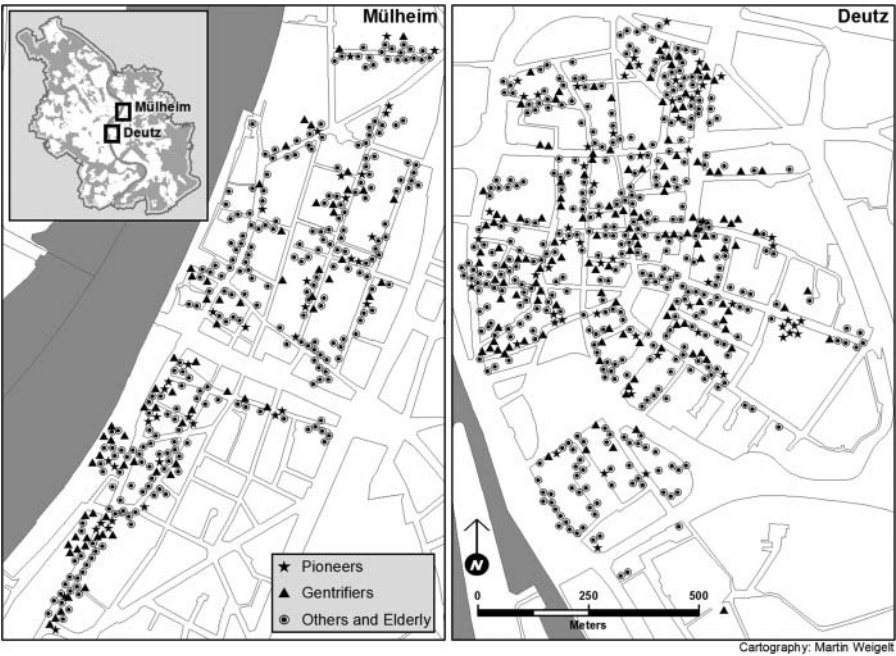 Mülheim
Deutz
Mülheim
Deutz
Pioneers
Gentrifiers
Others and Elderly
N
0 250 500
Meters
Cartography: Martin Weigelt